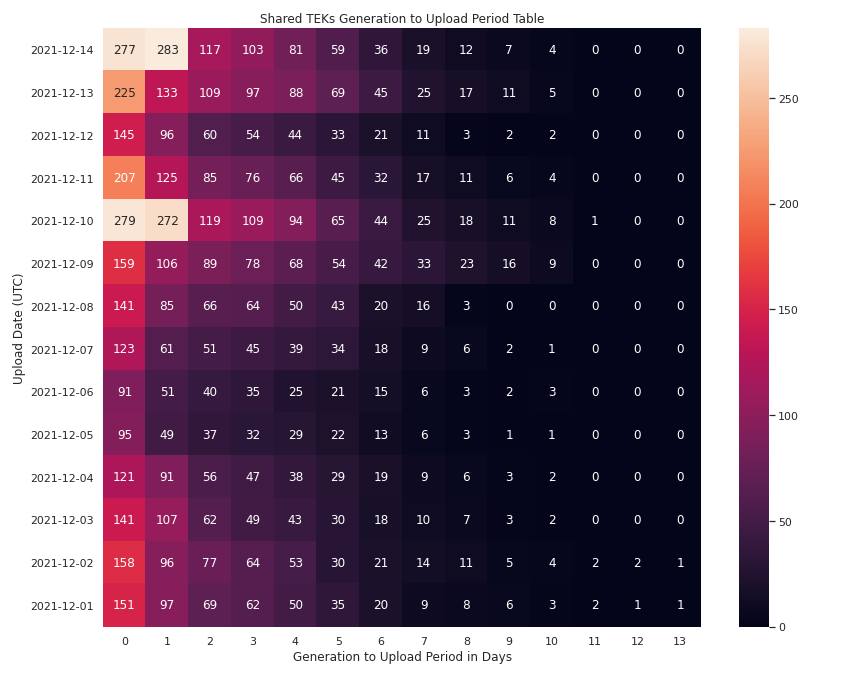 Shared TEKs Generation to Upload Period Table
Upload Date (UTC)
2021-12-14 277 283 117 103 81 59 36 19 12 7 4 0 0 0
2021-12-13 225 133 109 97 88 69 45 25 17 11 5 0 0 0
2021-12-12 145 96 60 54 44 33 21 11 3 2 2 0 0 0
2021-12-11 207 125 85 76 66 45 32 17 11 6 4 0 0 0
2021-12-10 279 272 119 109 94 65 44 25 18 11 8 1 0 0
2021-12-09 159 106 89 78 68 54 42 33 23 16 9 0 0 0
2021-12-08 141 85 66 64 50 43 20 16 3 0 0 0 0 0
2021-12-07 123 61 51 45 39 34 18 9 6 2 1 0 0 0
2021-12-06 91 51 40 35 25 21 15 6 3 2 3 0 0 0
2021-12-05 95 49 37 32 29 22 13 6 3 1 1 0 0 0
2021-12-04 121 91 56 47 38 29 19 9 6 3 2 0 0 0
2021-12-03 141 107 62 49 43 30 18 10 7 3 2 0 0 0
2021-12-02 158 96 77 64 53 30 21 14 11 5 4 2 2 1
2021-12-01 151 97 69 62 50 35 20 9 8 6 3 2 1 1
0 1 2 3 4 5 6 7 8 9 10 11 12 13
Generation to Upload Period in Days
250
200
150
100
50
0